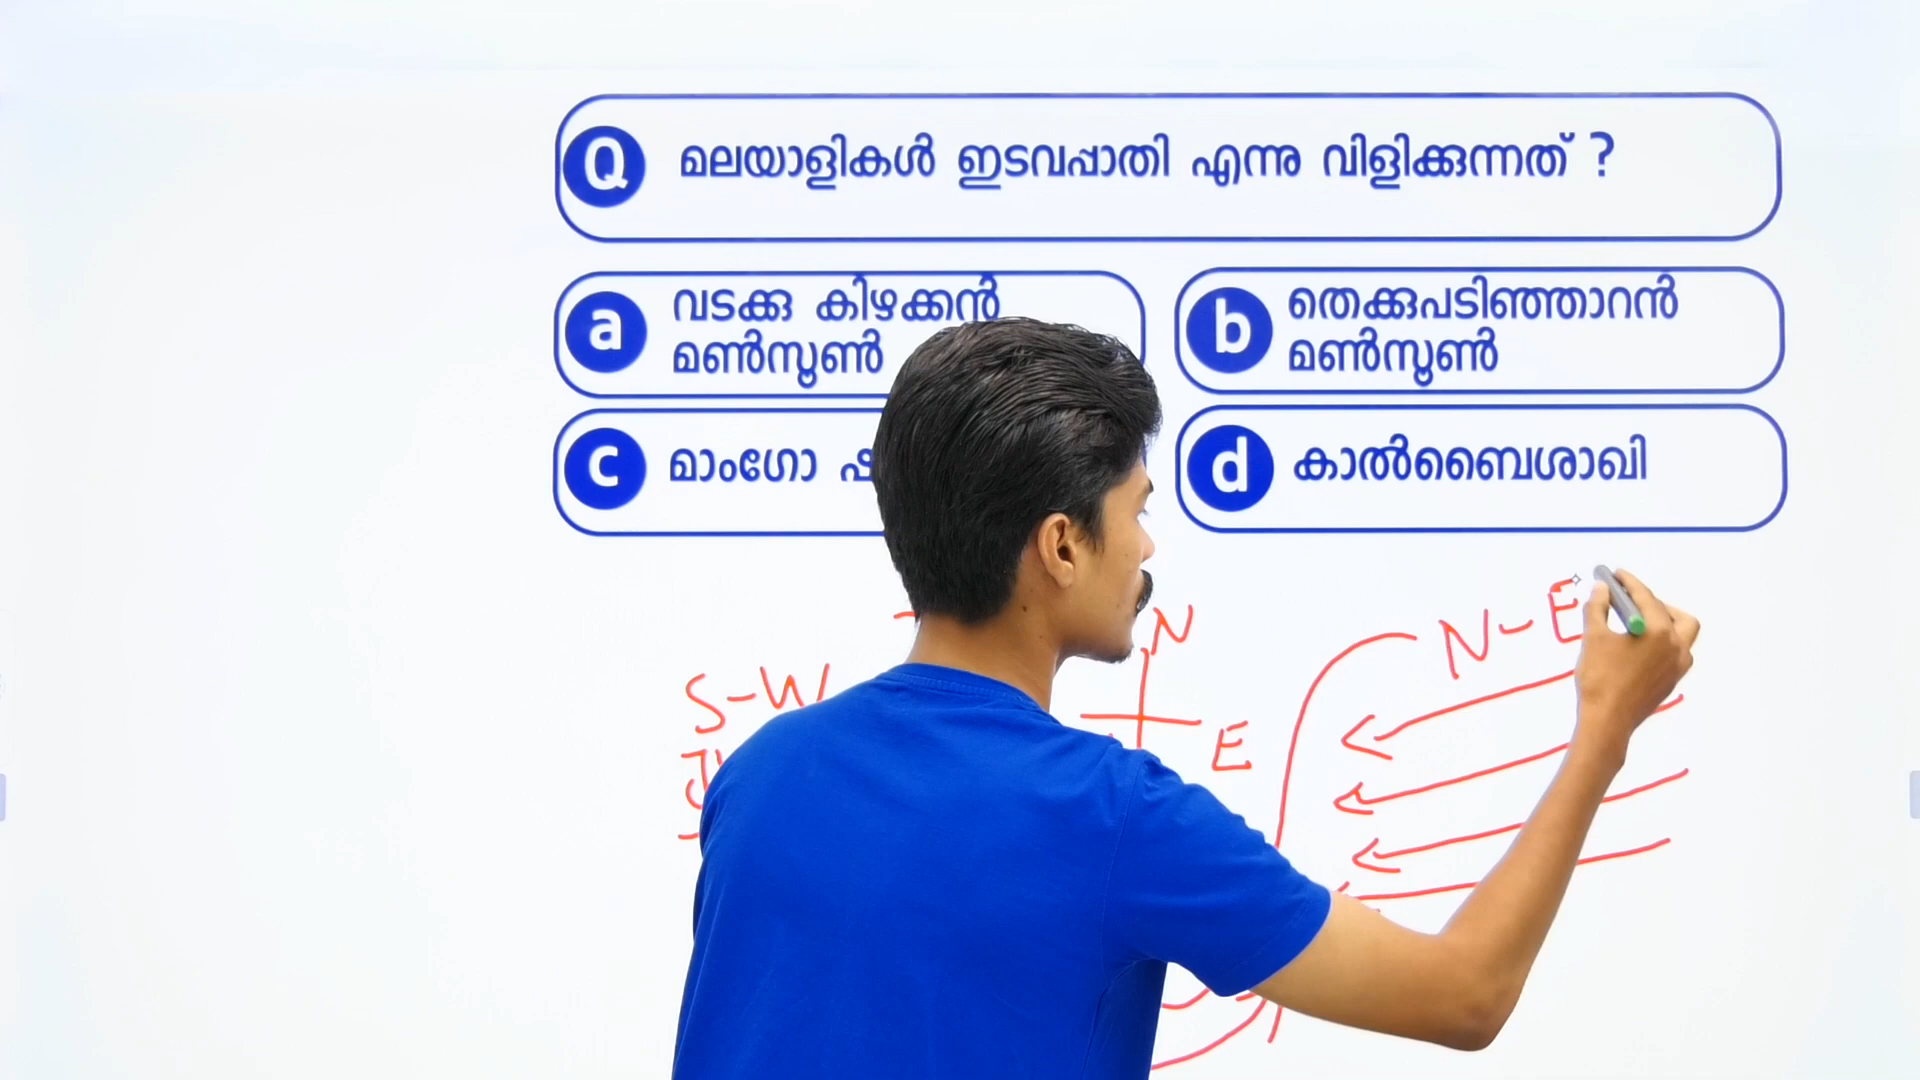 Q മലയാളികൾ ഇടവപ്പാതി എന്നു വിളിക്കുന്നത് ?
a വടക്കു കിഴക്കൻ
മൺസൂൺ
b തെക്കുപടിഞ്ഞാറൻ
മൺസൂൺ
c മാംഗോ
d കാൽബൈശാഖി
N
N-E
S-W
E